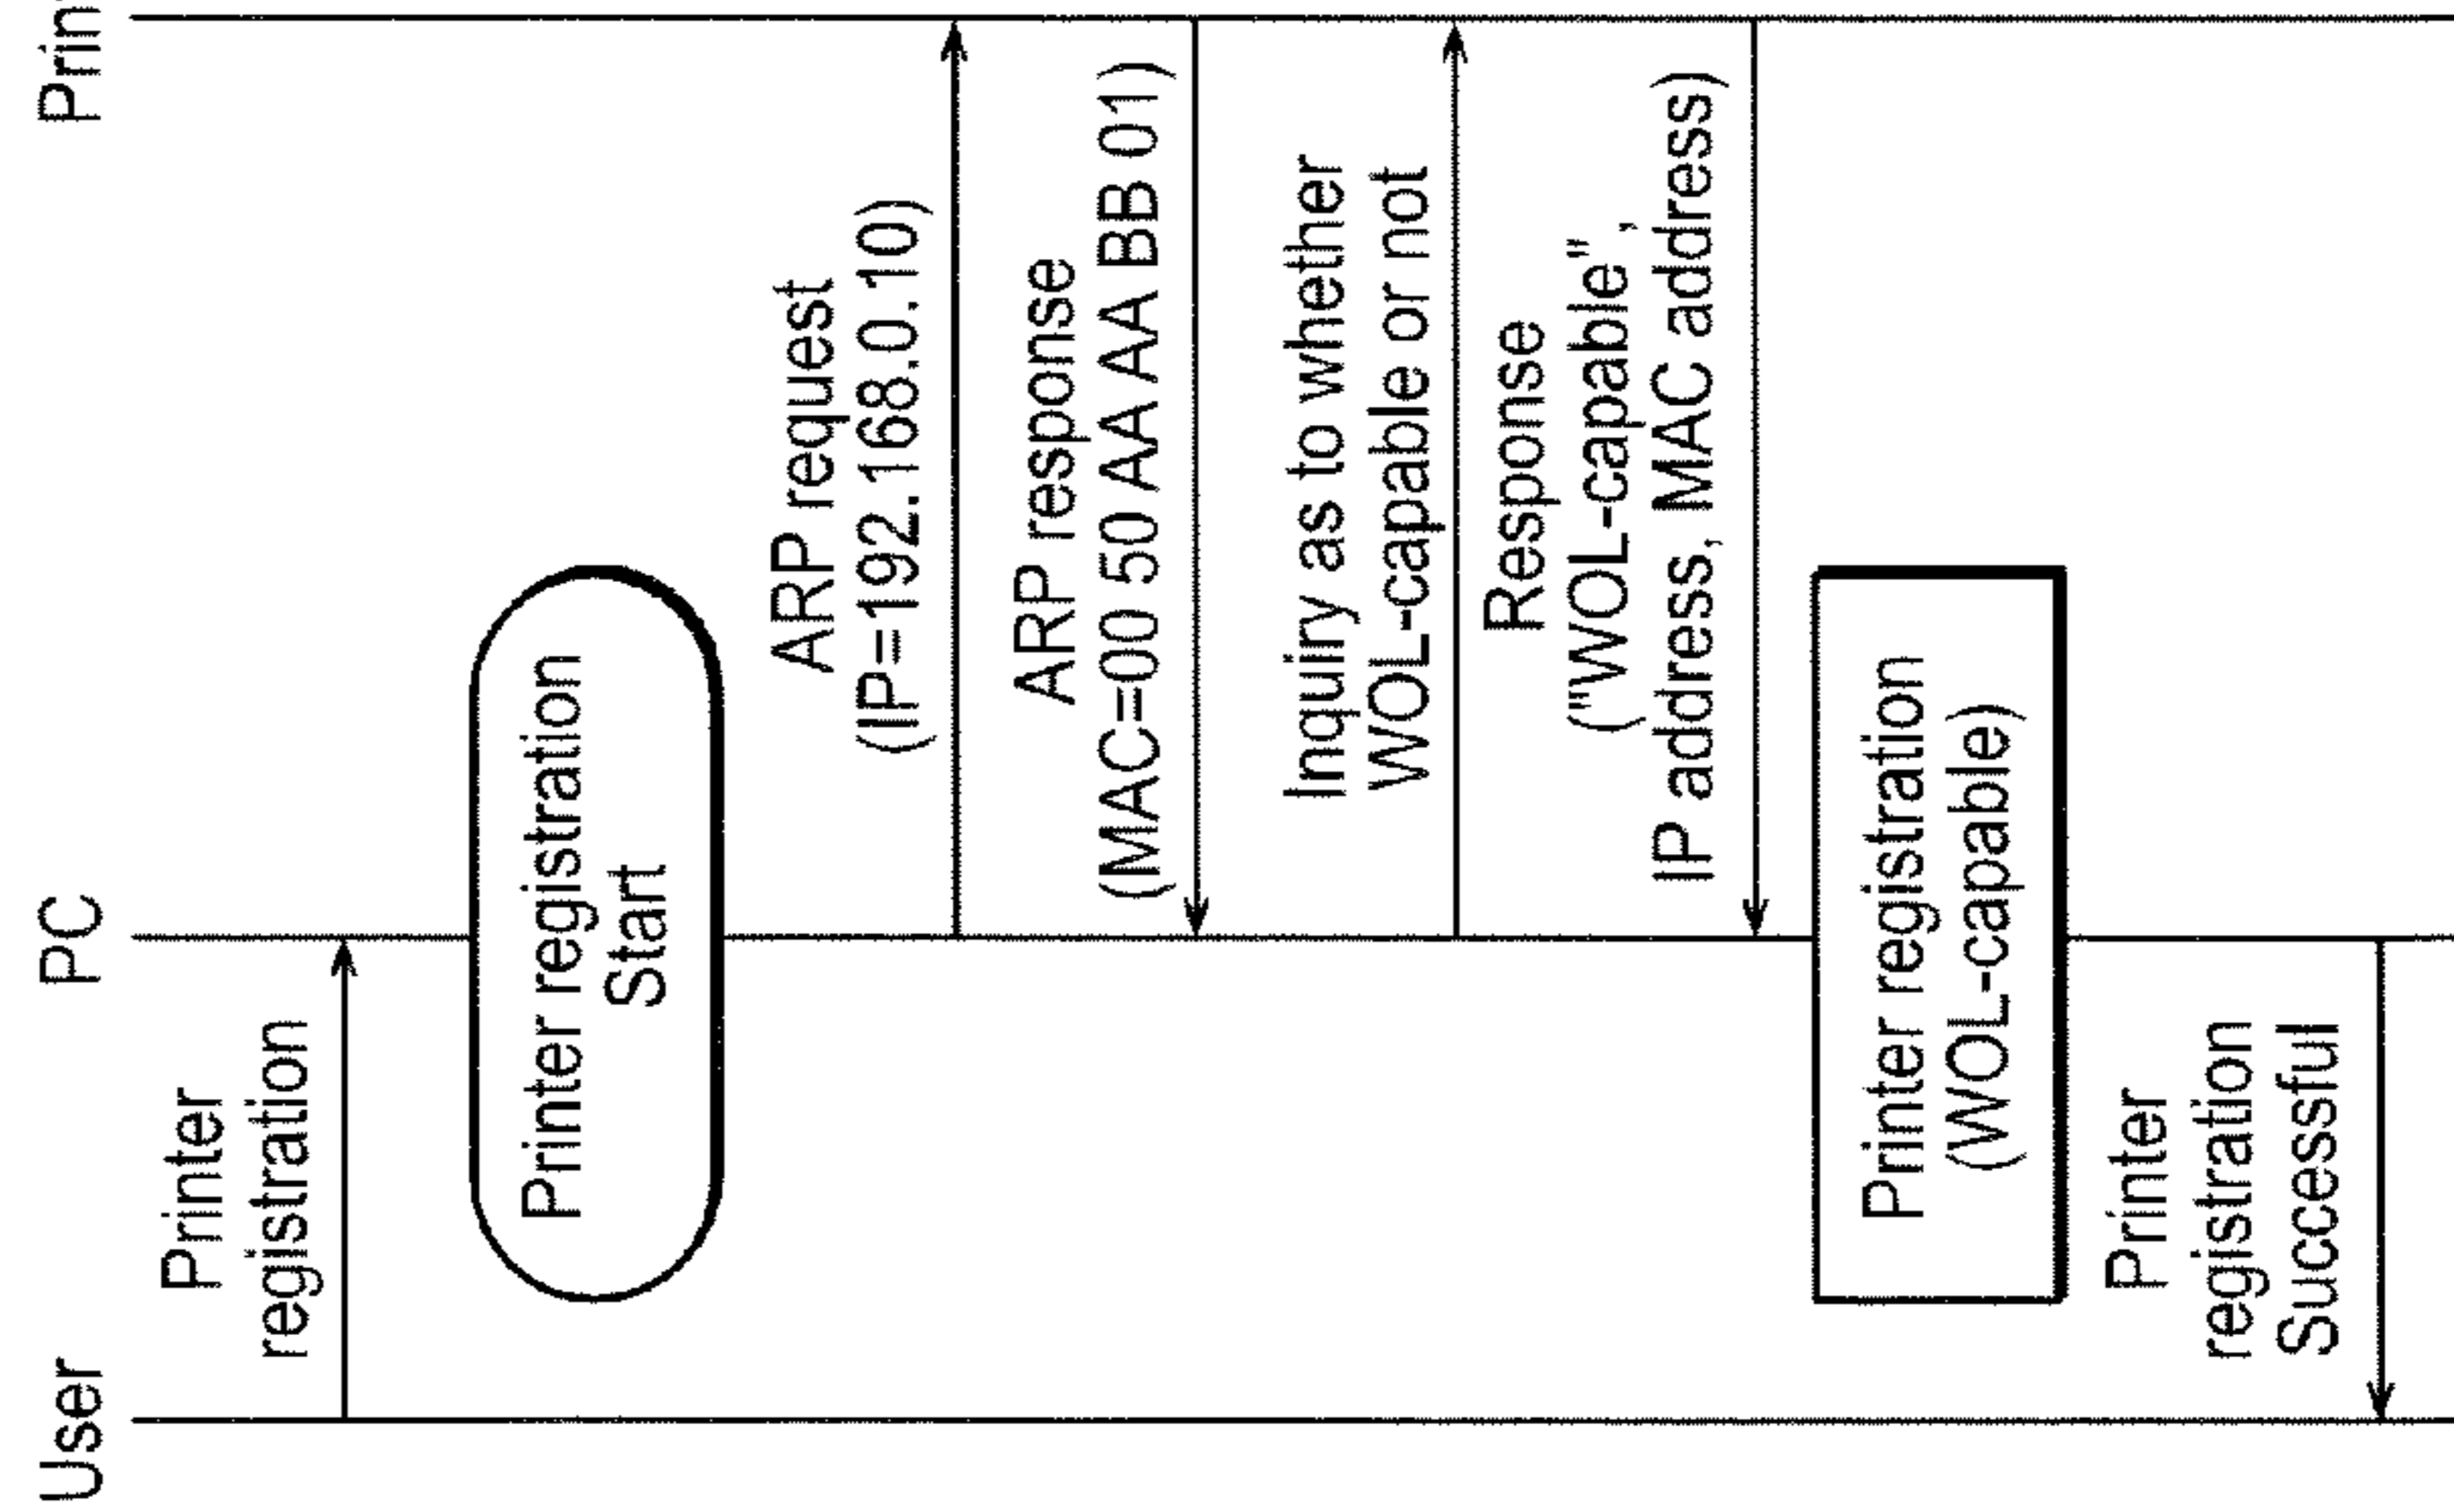 User
PC
Prin
Printer
registration
Printer registration
Start
ARP request
(IP=192.168.0.10)
ARP response
(MAC=00 50 AA AA BB 01)
Inquiry as to whether
WOL-capable or not
Response
("WOL-capable",
IP address, MAC address)
Printer registration
(WOL-capable)
Printer
registration
Successful